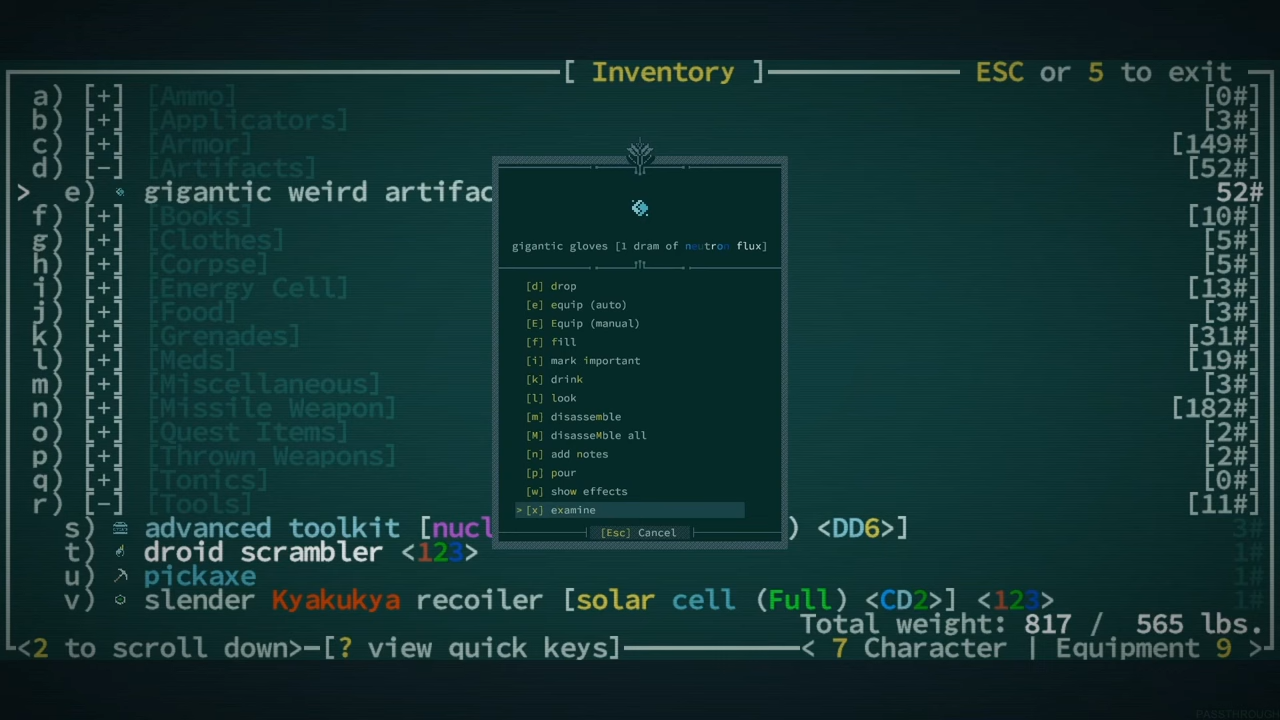 [ Inventory ] ESC or 5 to exit
a) [+] [Ammo] [0#]
b) [+] [Applicators] [3#]
c) [+] [Armor] [149#]
d) [-] [Artifacts] [52#]
> e) gigantic weird artifac 52#
f) [+] [Books] [10#]
g) [+] [Clothes] [5#]
h) [+] [Corpse] [5#]
i) [+] [Energy Cell] [13#]
j) [+] [Food] [3#]
k) [+] [Grenades] [31#]
l) [+] [Meds] [19#]
m) [+] [Miscellaneous] [3#]
n) [+] [Missile Weapon] [182#]
o) [+] [Quest Items] [2#]
p) [+] [Thrown Weapons] [2#]
q) [+] [Tonics] [0#]
r) [-] [Tools] [11#]
s) advanced toolkit [nucl ) <DD6>] 3#
t) droid scrambler <123> 1#
u) pickaxe 1#
v) slender Kyakukya recoiler [solar cell (Full) <CD2>] <123> 1#
Total weight: 817 / 565 lbs.
<2 to scroll down> [? view quick keys] < 7 Character | Equipment 9 >
gigantic gloves [1 dram of neutron flux]
[d] drop
[e] equip (auto)
[E] Equip (manual)
[f] fill
[i] mark important
[k] drink
[l] look
[m] disassemble
[M] disasseMble all
[n] add notes
[p] pour
[w] show effects
> [x] examine
[Esc] Cancel